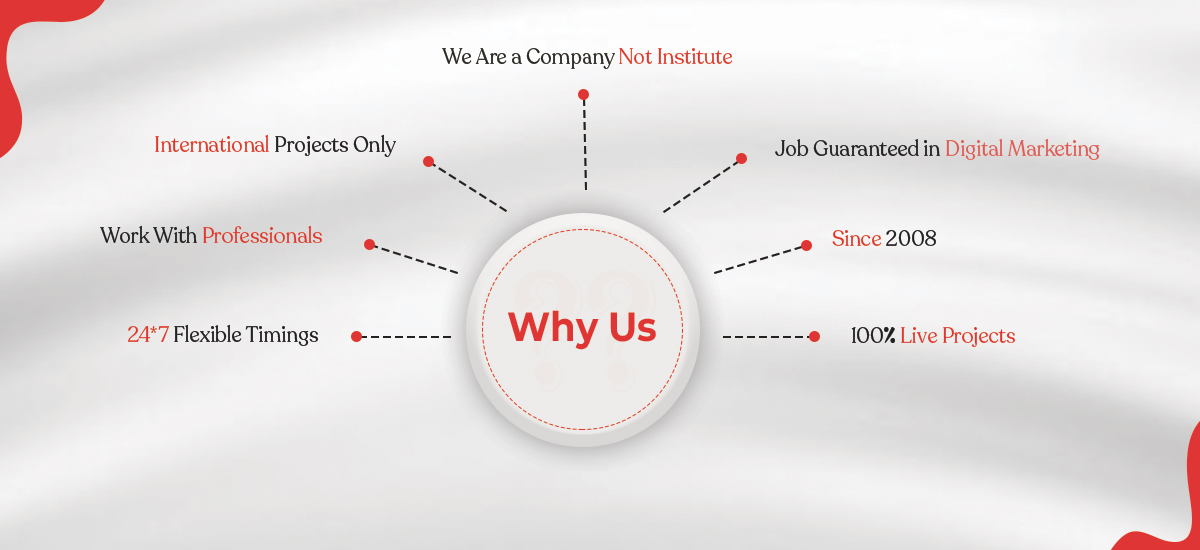 We Are a Company Not Institute
International Projects Only
Job Guaranteed in Digital Marketing
Work With Professionals
Since 2008
Why Us
24*7 Flexible Timings
100% Live Projects